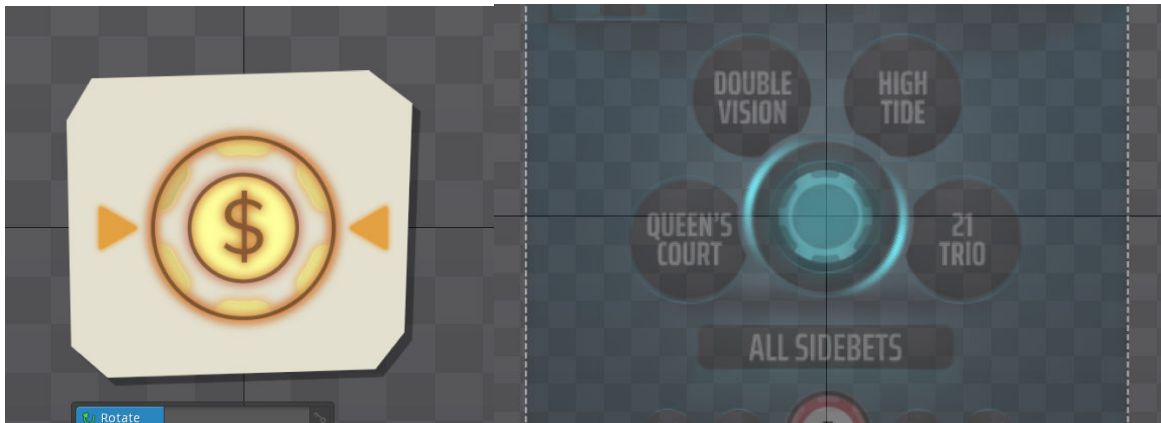 $
DOUBLE
VISION
HIGH
TIDE
QUEEN'S
COURT
21
TRIO
ALL SIDEBETS
Rotate